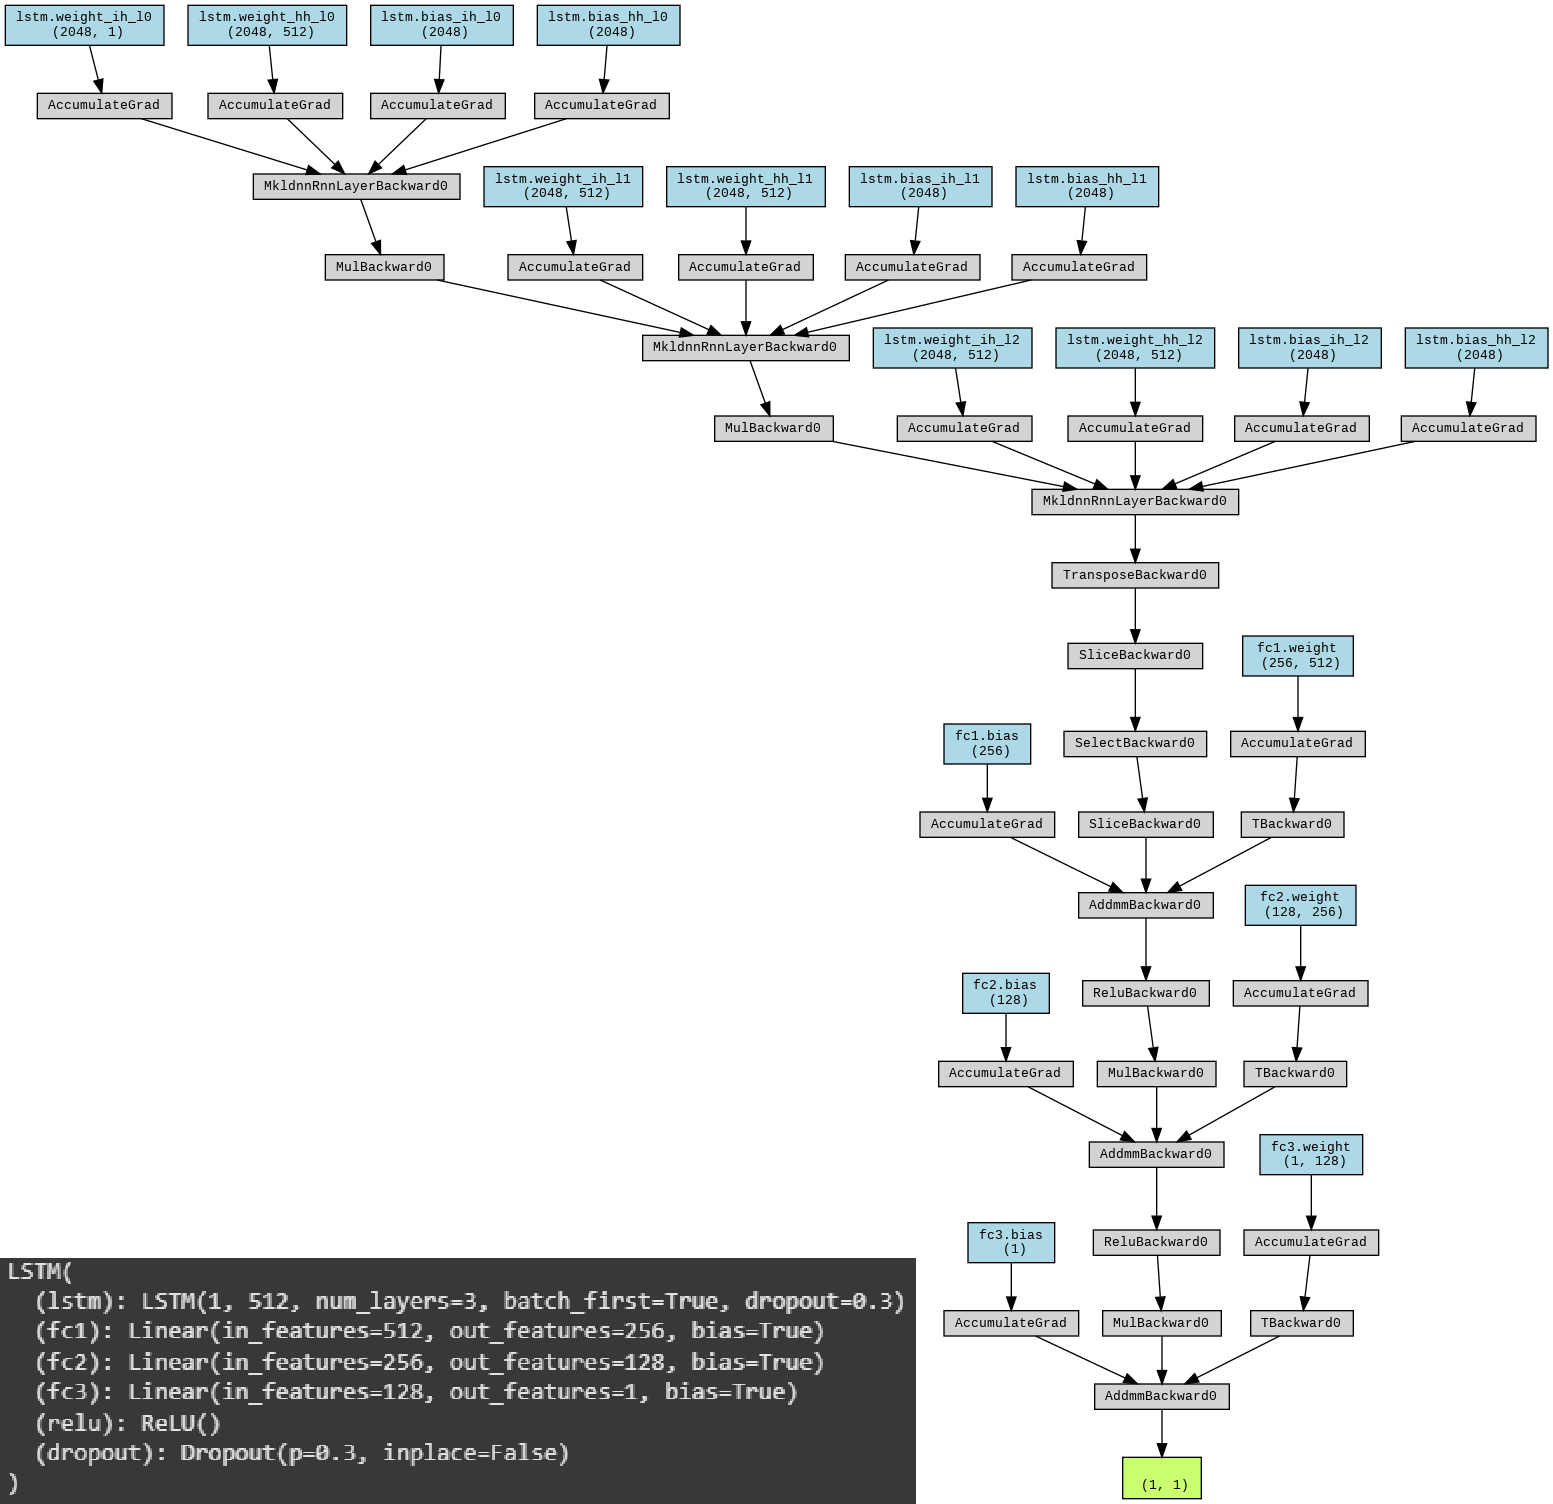 lstm.weight_ih_l0
(2048, 1)
lstm.weight_hh_l0
(2048, 512)
lstm.bias_ih_l0
(2048)
lstm.bias_hh_l0
(2048)
AccumulateGrad
AccumulateGrad
AccumulateGrad
AccumulateGrad
MkldnnRnnLayerBackward0
lstm.weight_ih_l1
(2048, 512)
lstm.weight_hh_l1
(2048, 512)
lstm.bias_ih_l1
(2048)
lstm.bias_hh_l1
(2048)
MulBackward0
AccumulateGrad
AccumulateGrad
AccumulateGrad
AccumulateGrad
MkldnnRnnLayerBackward0
lstm.weight_ih_l2
(2048, 512)
lstm.weight_hh_l2
(2048, 512)
lstm.bias_ih_l2
(2048)
lstm.bias_hh_l2
(2048)
MulBackward0
AccumulateGrad
AccumulateGrad
AccumulateGrad
AccumulateGrad
MkldnnRnnLayerBackward0
TransposeBackward0
SliceBackward0
fc1.weight
(256, 512)
fc1.bias
(256)
SelectBackward0
AccumulateGrad
AccumulateGrad
SliceBackward0
TBackward0
AddmmBackward0
fc2.weight
(128, 256)
fc2.bias
(128)
ReluBackward0
AccumulateGrad
AccumulateGrad
MulBackward0
TBackward0
AddmmBackward0
fc3.weight
(1, 128)
fc3.bias
(1)
ReluBackward0
AccumulateGrad
AccumulateGrad
MulBackward0
TBackward0
AddmmBackward0
(1, 1)
LSTM(
(lstm): LSTM(1, 512, num_layers=3, batch_first=True, dropout=0.3)
(fc1): Linear(in_features=512, out_features=256, bias=True)
(fc2): Linear(in_features=256, out_features=128, bias=True)
(fc3): Linear(in_features=128, out_features=1, bias=True)
(relu): ReLU()
(dropout): Dropout(p=0.3, inplace=False)
)